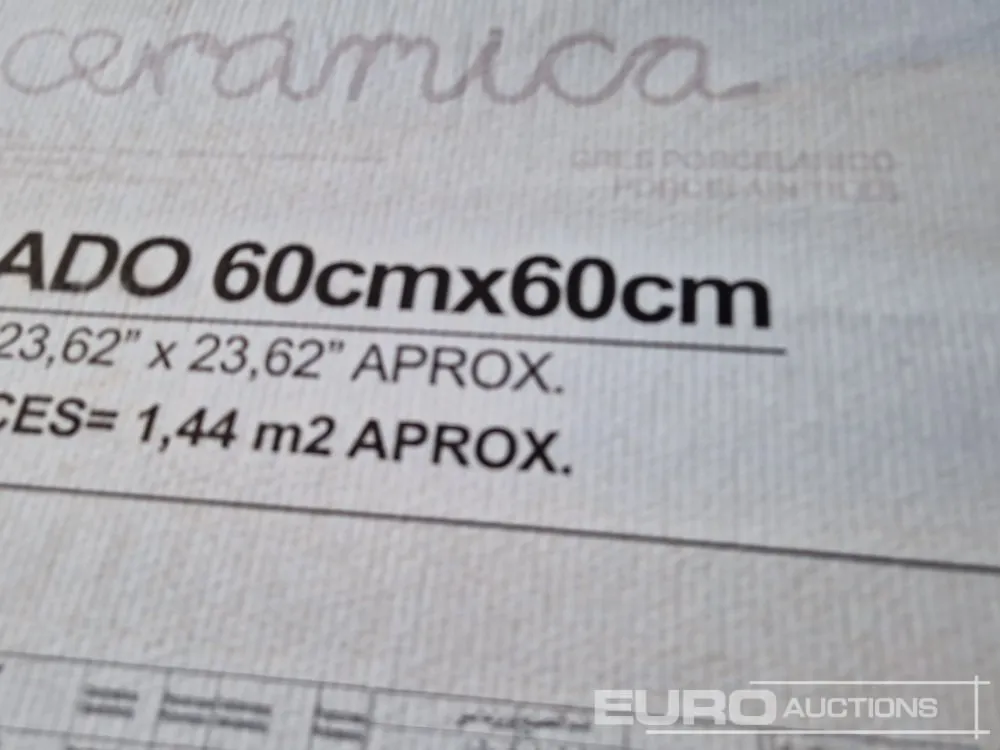 cerámica
GRES PORCELANICO
PORCELAIN TILES
ADO 60cmx60cm
23,62" x 23,62" APROX.
CES= 1,44 m2 APROX.
EURO AUCTIONS